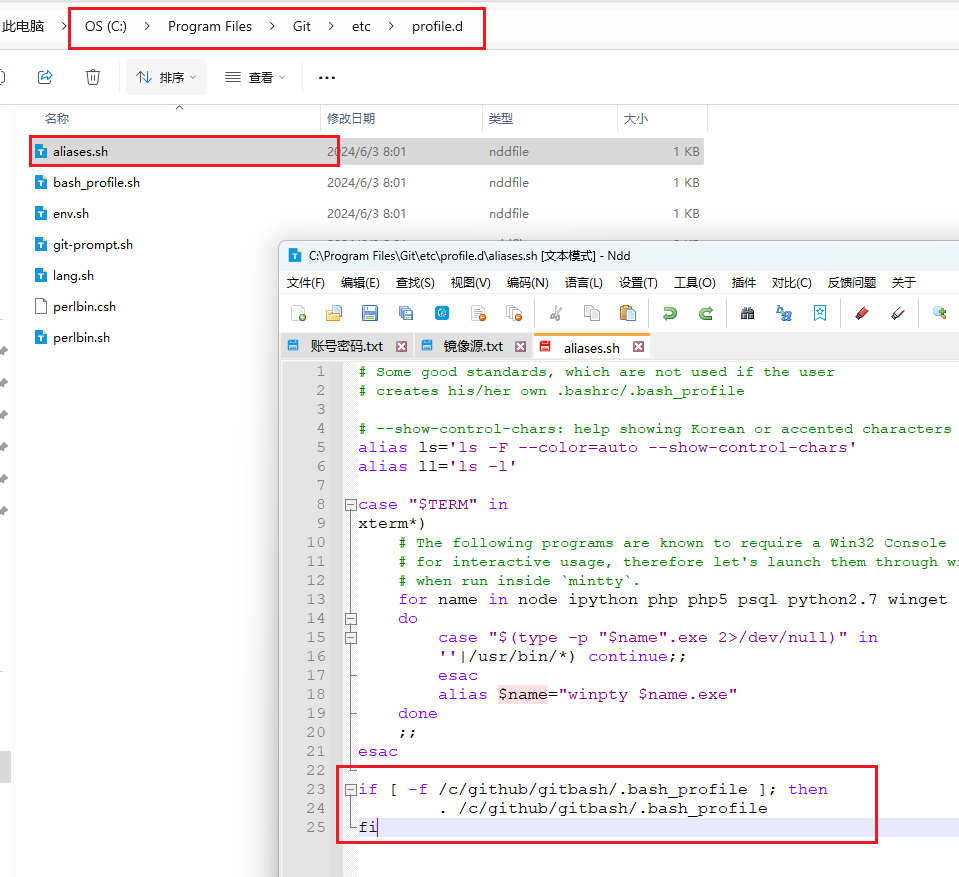 此电脑 > OS (C:) > Program Files > Git > etc > profile.d
排序 查看 ...
名称 修改日期 类型 大小
aliases.sh 2024/6/3 8:01 nddfile 1 KB
bash_profile.sh 2024/6/3 8:01 nddfile 1 KB
env.sh 2024/6/3 8:01 nddfile 1 KB
git-prompt.sh
lang.sh
perlbin.csh
perlbin.sh
C:\Program Files\Git\etc\profile.d\aliases.sh [文本模式] - Ndd
文件(F) 编辑(E) 查找(S) 视图(V) 编码(N) 语言(L) 设置(T) 工具(O) 插件 对比(C) 反馈问题 关于
账号密码.txt 镜像源.txt aliases.sh
1 # Some good standards, which are not used if the user
2 # creates his/her own .bashrc/.bash_profile
3
4 # --show-control-chars: help showing Korean or accented characters
5 alias ls='ls -F --color=auto --show-control-chars'
6 alias ll='ls -l'
7
8 case "$TERM" in
9 xterm*)
10 # The following programs are known to require a Win32 Console
11 # for interactive usage, therefore let's launch them through wi
12 # when run inside `mintty`.
13 for name in node ipython php php5 psql python2.7 winget
14 do
15 case "$(type -p "$name".exe 2>/dev/null)" in
16 ''|/usr/bin/*) continue;;
17 esac
18 alias $name="winpty $name.exe"
19 done
20 ;;
21 esac
22
23 if [ -f /c/github/gitbash/.bash_profile ]; then
24 . /c/github/gitbash/.bash_profile
25 fi